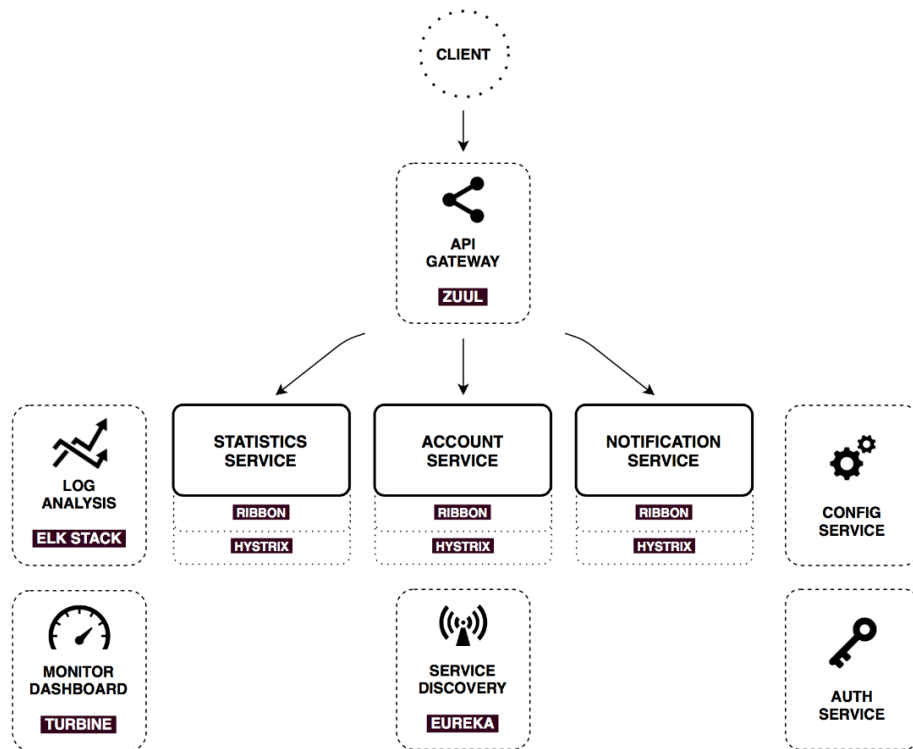 CLIENT
API
GATEWAY
ZUUL
LOG
ANALYSIS
ELK STACK
STATISTICS
SERVICE
RIBBON
HYSTRIX
ACCOUNT
SERVICE
RIBBON
HYSTRIX
NOTIFICATION
SERVICE
RIBBON
HYSTRIX
CONFIG
SERVICE
MONITOR
DASHBOARD
TURBINE
SERVICE
DISCOVERY
EUREKA
AUTH
SERVICE